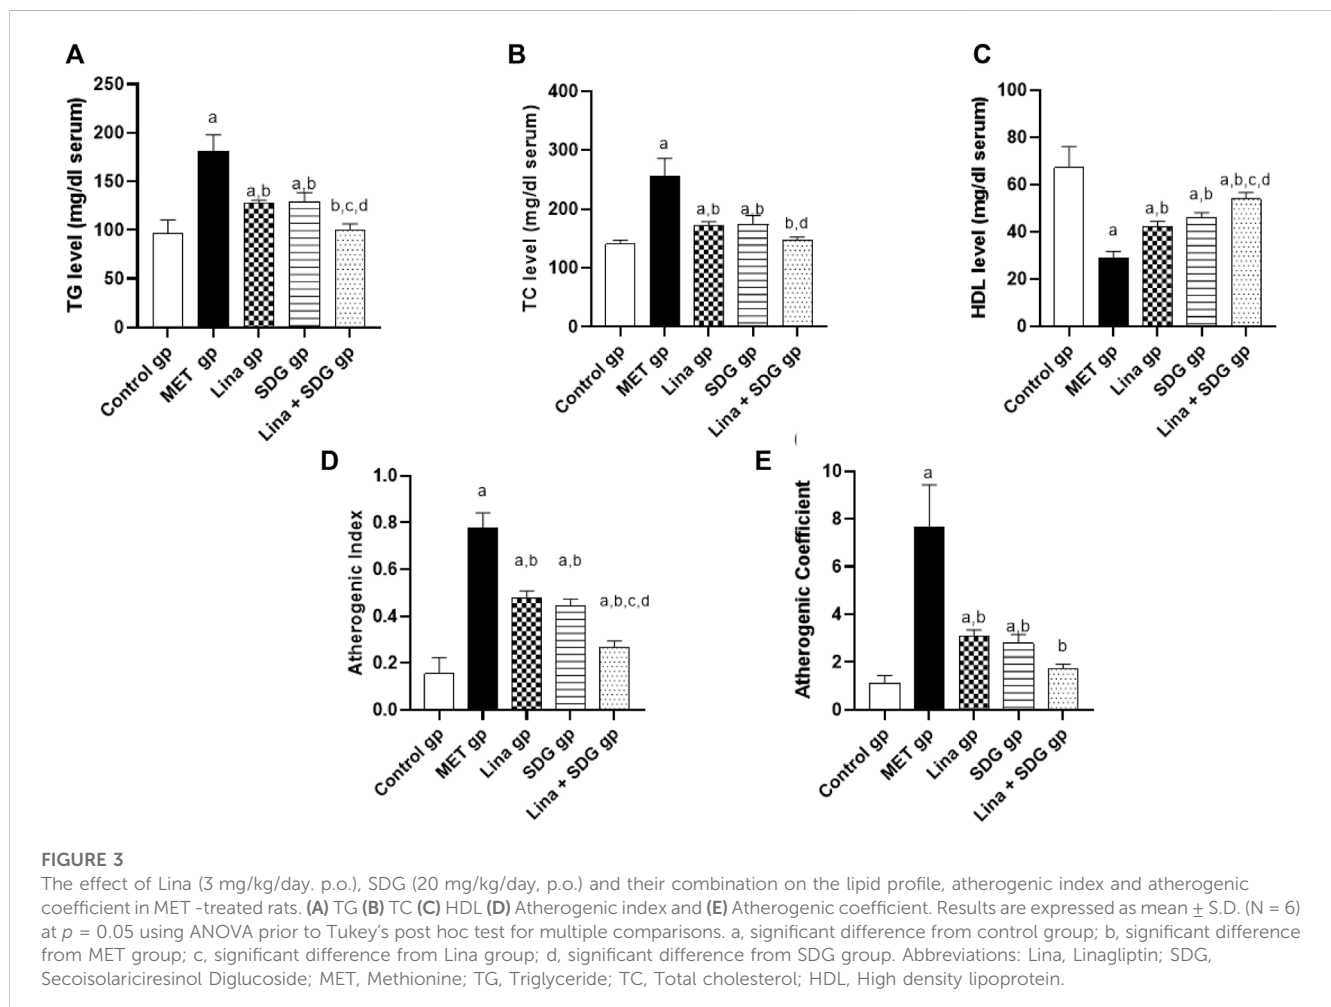 A
TG level (mg/dl serum)
250
200
150
100
50
0
a
a,b
a,b
b,c,d
Control gp
MET gp
Lina gp
SDG gp
Lina + SDG gp
B
TC level (mg/dl serum)
400
300
200
100
0
a
a,b
a,b
b,d
Control gp
MET gp
Lina gp
SDG gp
Lina + SDG gp
C
HDL level (mg/dl serum)
100
80
60
40
20
0
a
a,b
a,b
a,b,c,d
Control gp
MET gp
Lina gp
SDG gp
Lina + SDG gp
D
Atherogenic Index
1.0
0.8
0.6
0.4
0.2
0.0
a
a,b
a,b
a,b,c,d
Control gp
MET gp
Lina gp
SDG gp
Lina + SDG gp
E
Atherogenic Coefficient
10
8
6
4
2
0
a
a,b
a,b
b
Control gp
MET gp
Lina gp
SDG gp
Lina + SDG gp
FIGURE 3
The effect of Lina (3 mg/kg/day. p.o.), SDG (20 mg/kg/day, p.o.) and their combination on the lipid profile, atherogenic index and atherogenic
coefficient in MET -treated rats. (A) TG (B) TC (C) HDL (D) Atherogenic index and (E) Atherogenic coefficient. Results are expressed as mean ± S.D. (N = 6)
at p = 0.05 using ANOVA prior to Tukey's post hoc test for multiple comparisons. a, significant difference from control group; b, significant difference
from MET group; c, significant difference from Lina group; d, significant difference from SDG group. Abbreviations: Lina, Linagliptin; SDG,
Secoisolariciresinol Diglucoside; MET, Methionine; TG, Triglyceride; TC, Total cholesterol; HDL, High density lipoprotein.